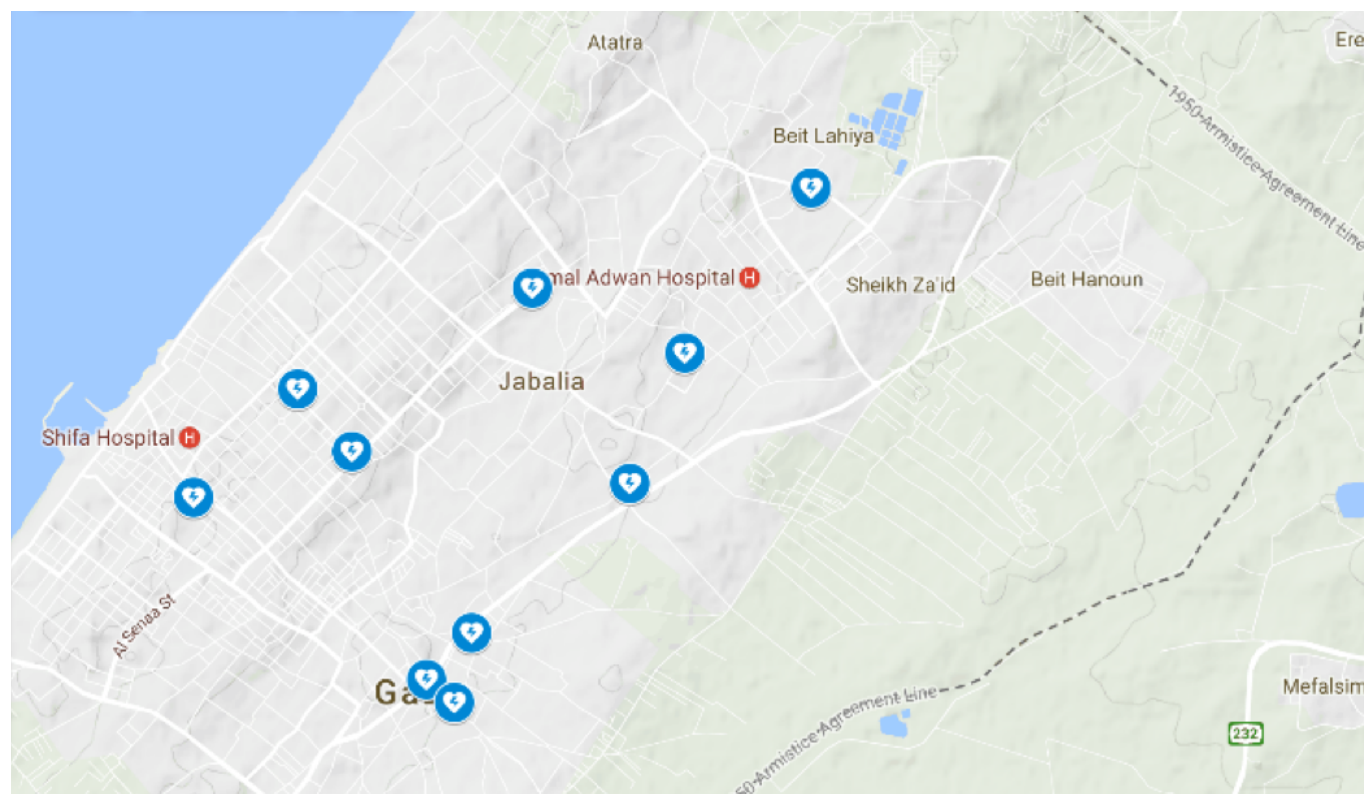 Atatra
Ere
1950 Armistice Agreement Line
Beit Lahiya
mal Adwan Hospital H
Sheikh Za'id
Beit Hanoun
Jabalia
Shifa Hospital H
Al Senaa St
Ga
Mefalsim
50 Armistice Agreement Line
232